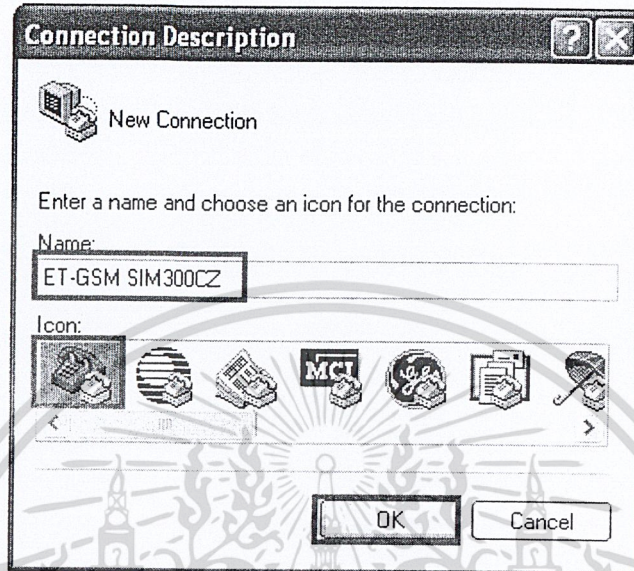 Connection Description
New Connection
Enter a name and choose an icon for the connection:
Name:
ET-GSM SIM300CZ
Icon:
MCI
OK
Cancel